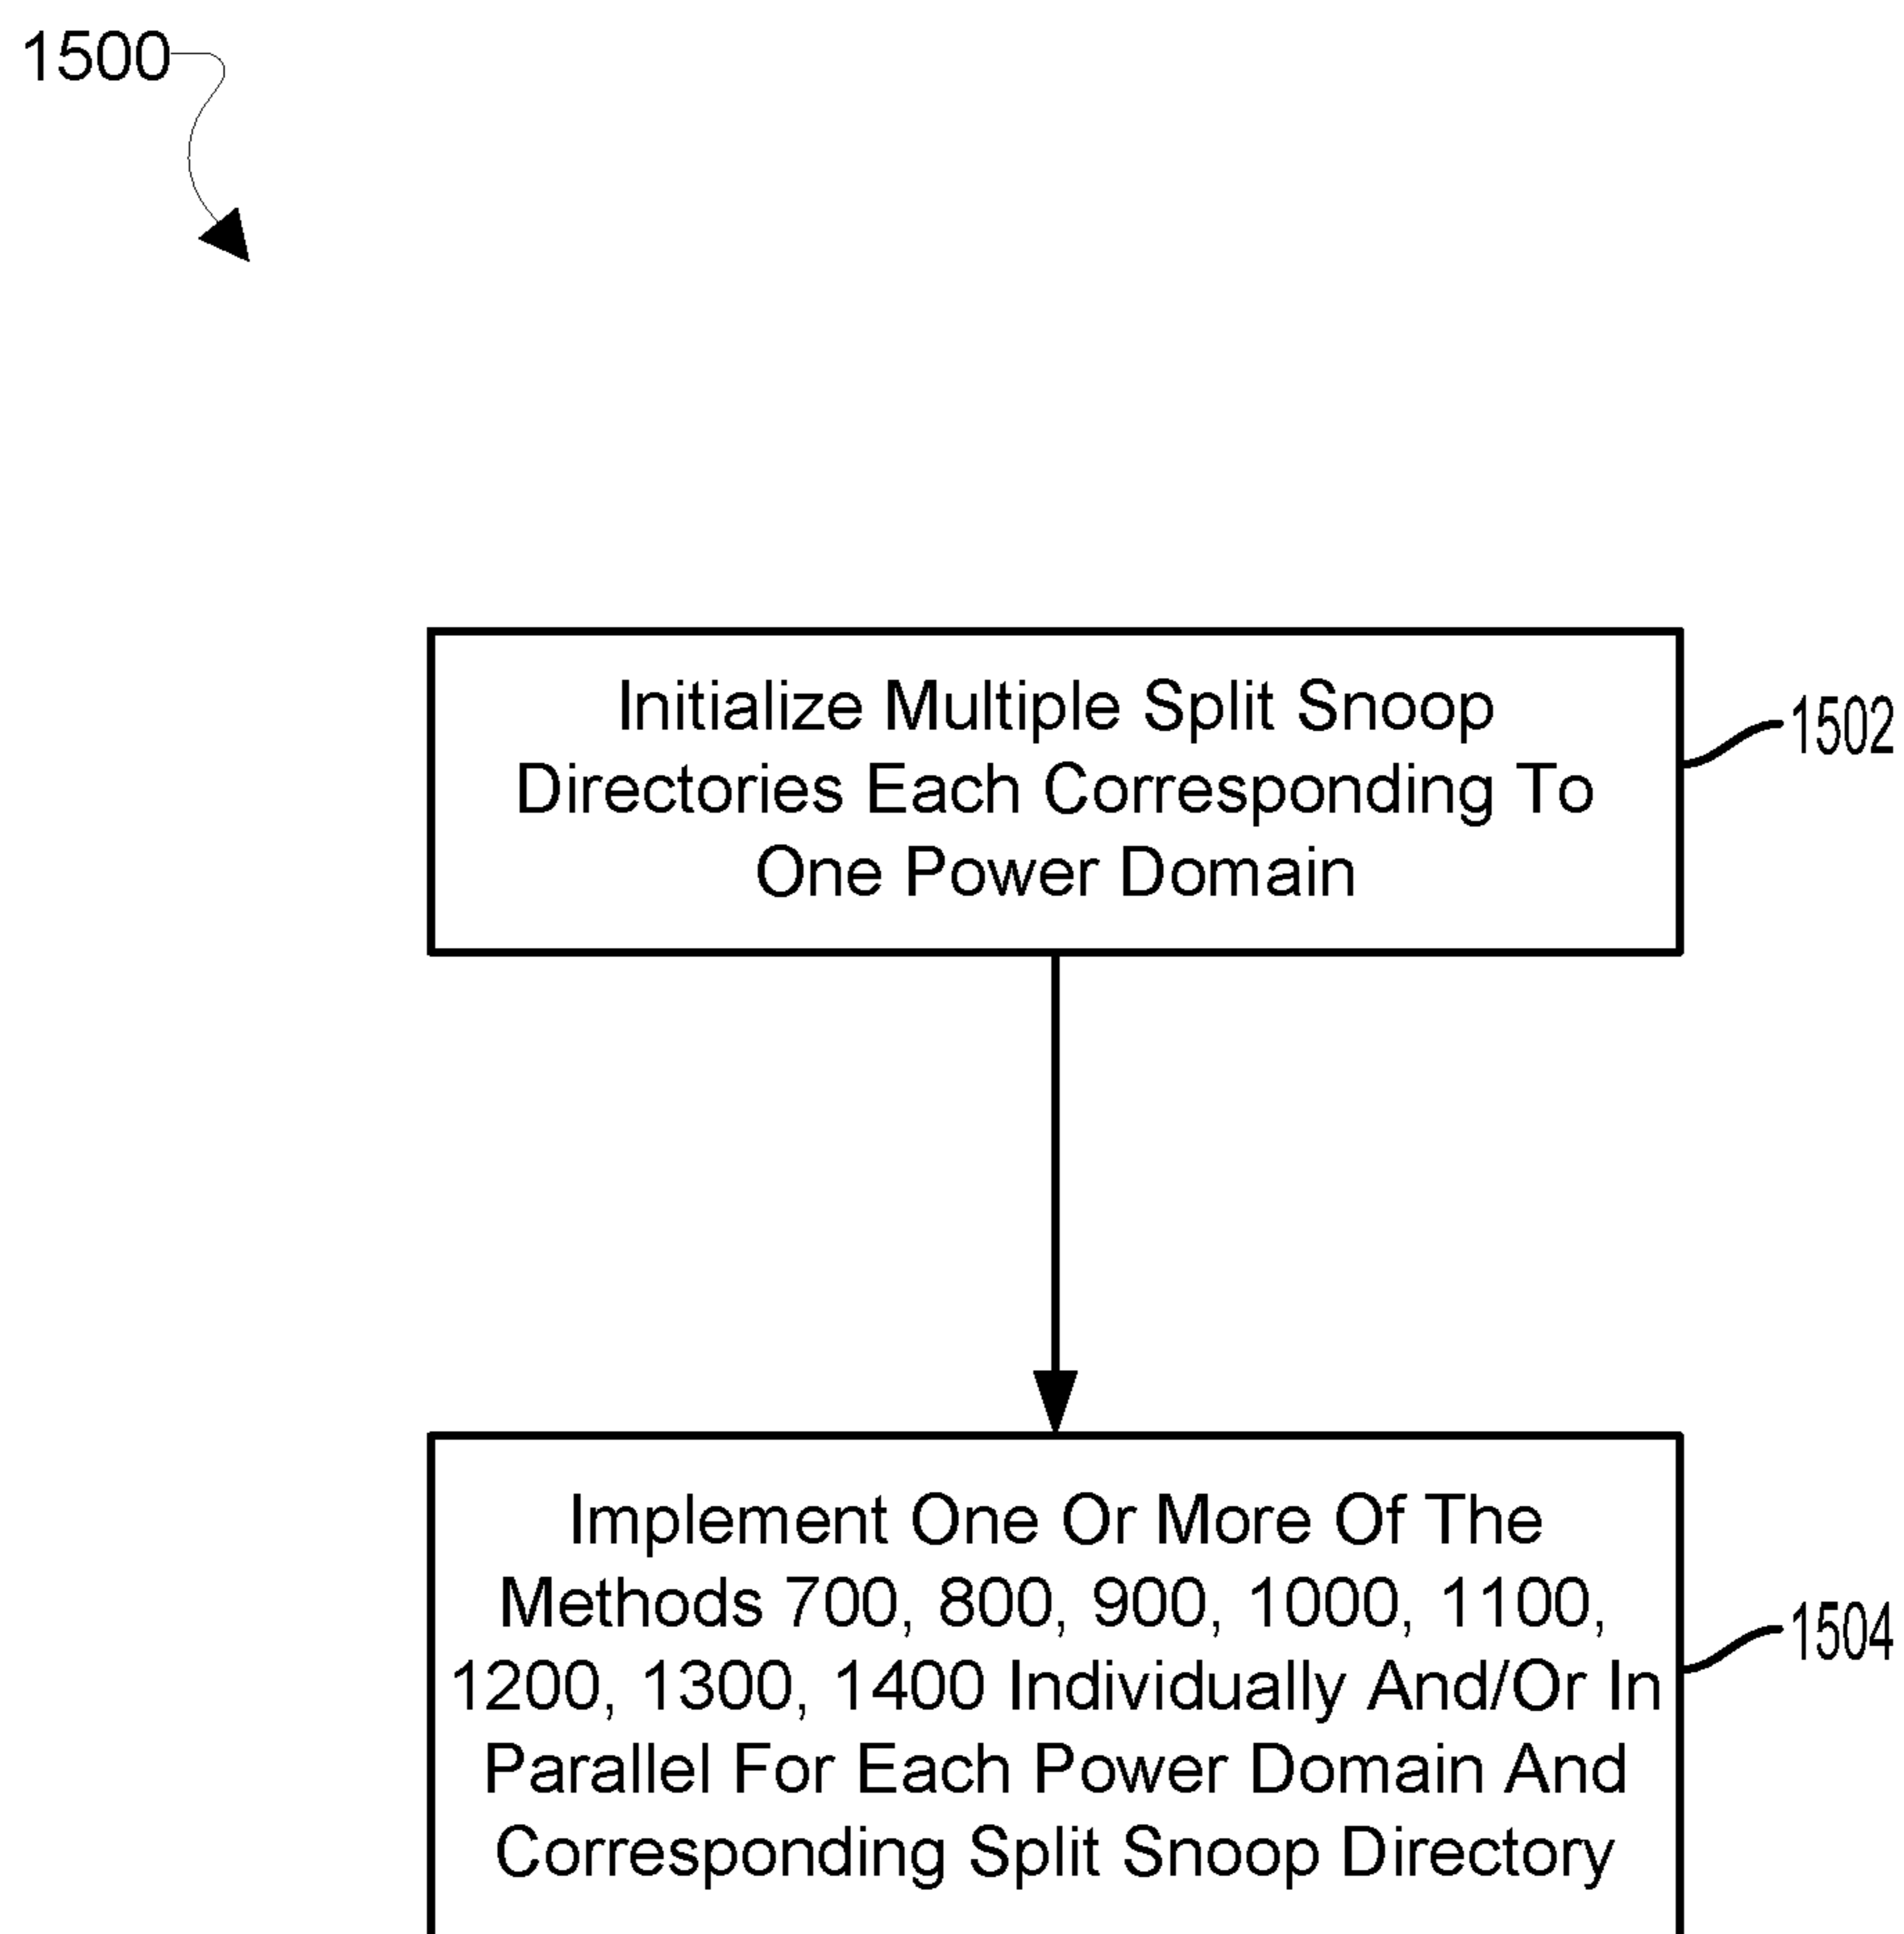 1500
Initialize Multiple Split Snoop
Directories Each Corresponding To
One Power Domain
1502
Implement One Or More Of The
Methods 700, 800, 900, 1000, 1100,
1200, 1300, 1400 Individually And/Or In
Parallel For Each Power Domain And
Corresponding Split Snoop Directory
1504